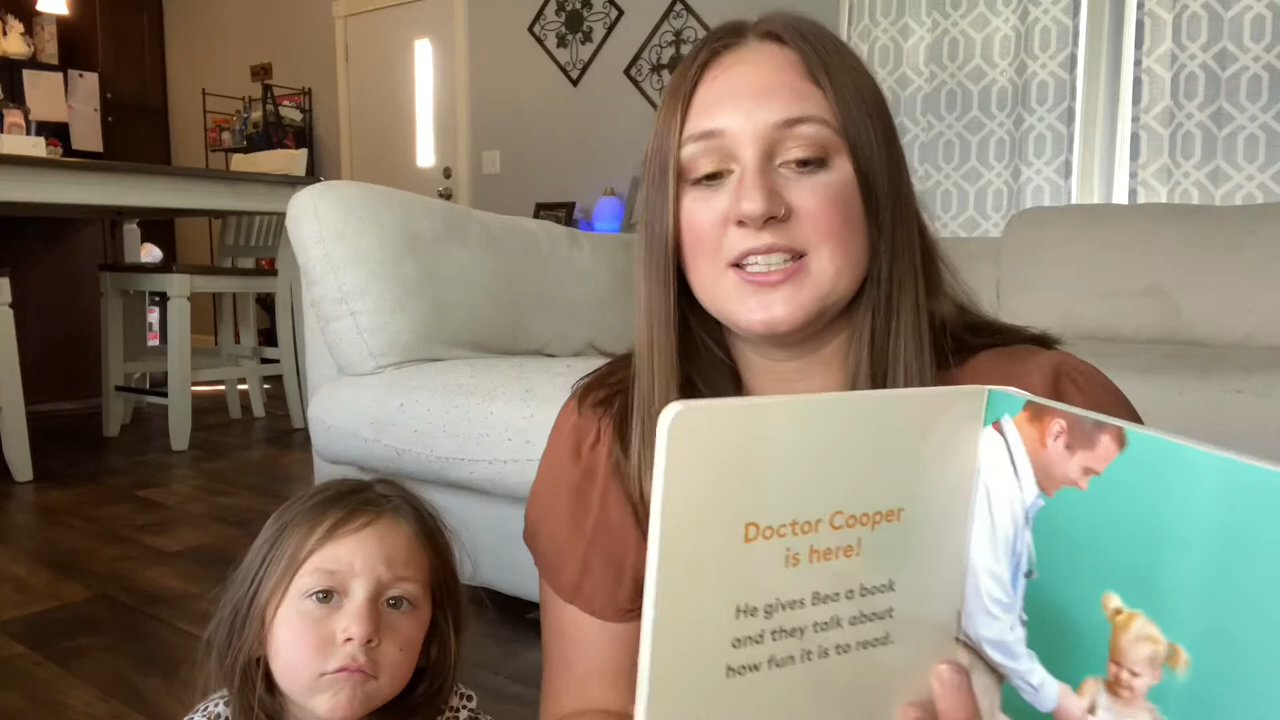 Doctor Cooper
is here!
He gives Bea a book
and they talk about
how fun it is to read.